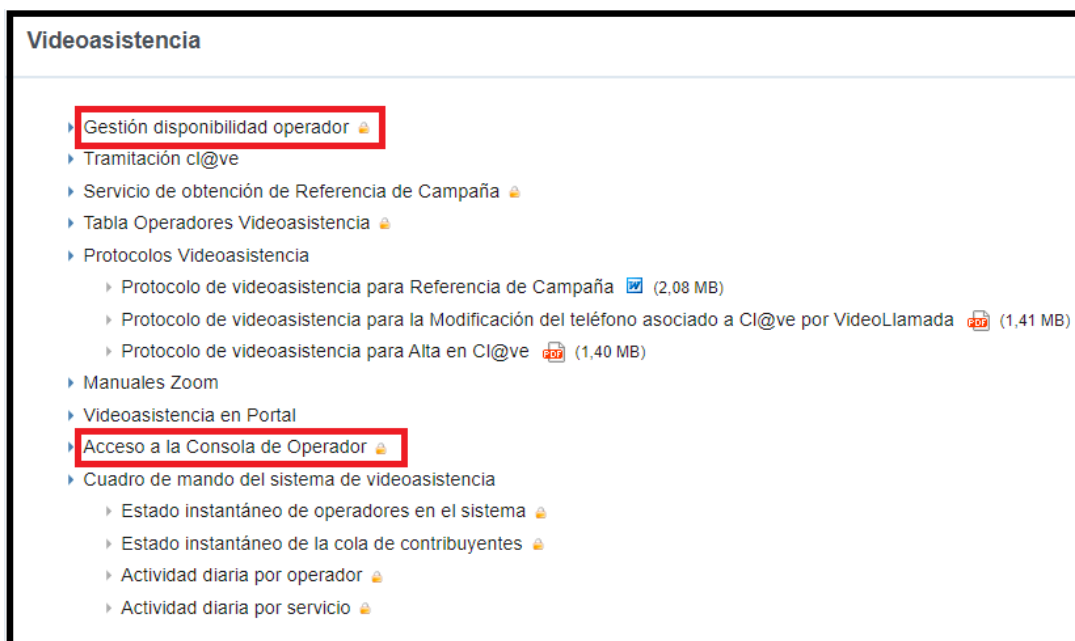 Videoasistencia
Gestión disponibilidad operador
Tramitación cl@ve
Servicio de obtención de Referencia de Campaña
Tabla Operadores Videoasistencia
Protocolos Videoasistencia
Protocolo de videoasistencia para Referencia de Campaña W (2,08 MB)
Protocolo de videoasistencia para la Modificación del teléfono asociado a Cl@ve por VideoLlamada PDF (1,41 MB)
Protocolo de videoasistencia para Alta en Cl@ve PDF (1,40 MB)
Manuales Zoom
Videoasistencia en Portal
Acceso a la Consola de Operador
Cuadro de mando del sistema de videoasistencia
Estado instantáneo de operadores en el sistema
Estado instantáneo de la cola de contribuyentes
Actividad diaria por operador
Actividad diaria por servicio